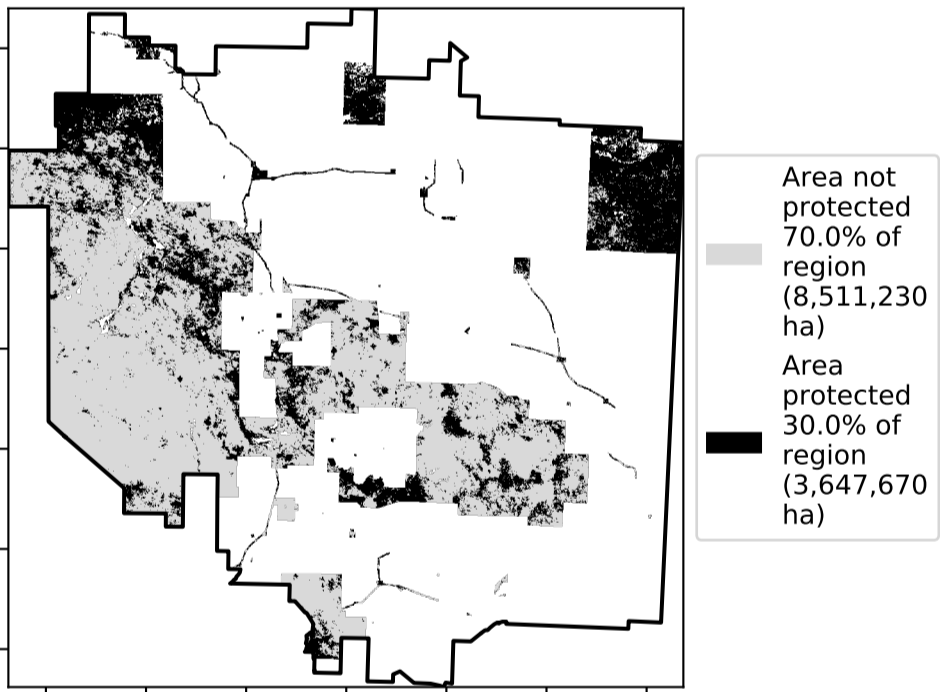 Area not
protected
70.0% of
region
(8,511,230
ha)
Area
protected
30.0% of
region
(3,647,670
ha)